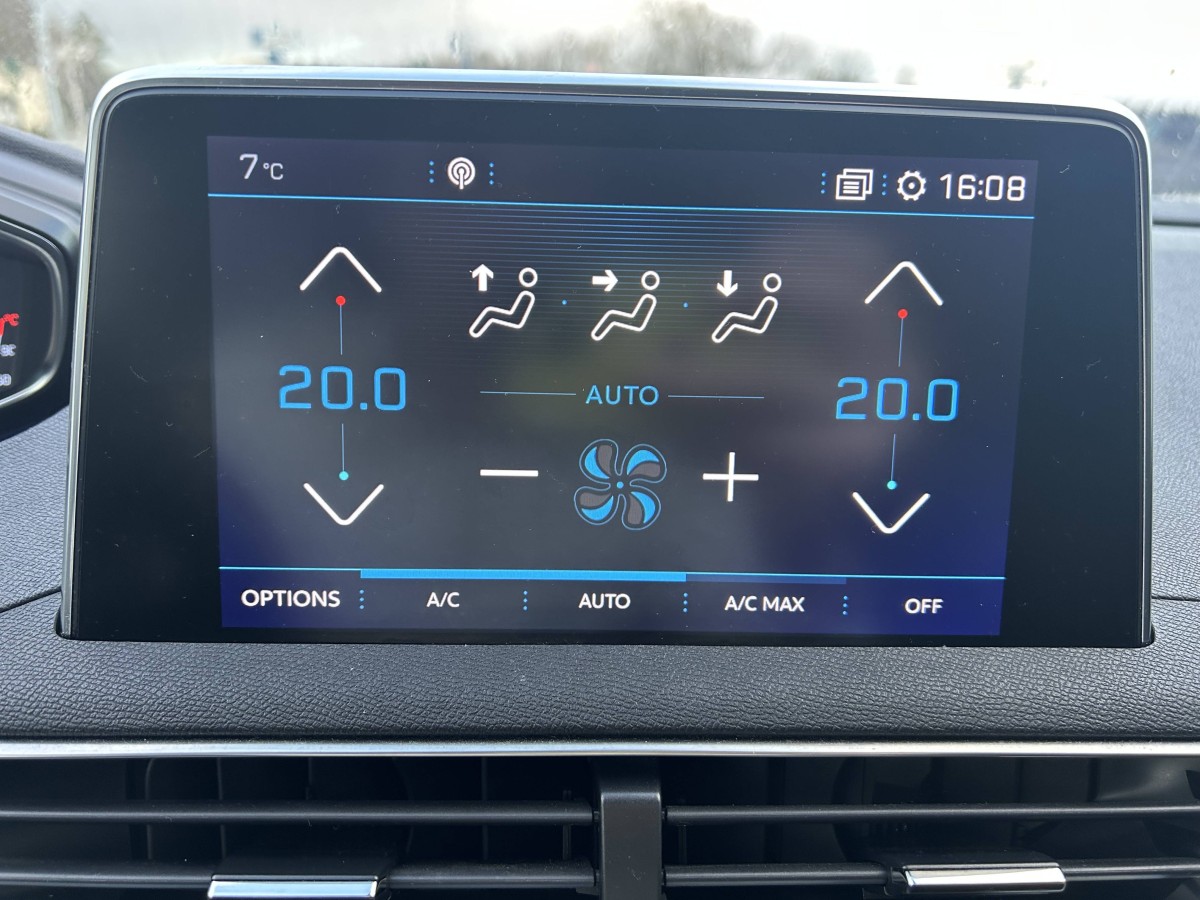 7 °C
16:08
20.0
AUTO
20.0
OPTIONS
A/C
AUTO
A/C MAX
OFF